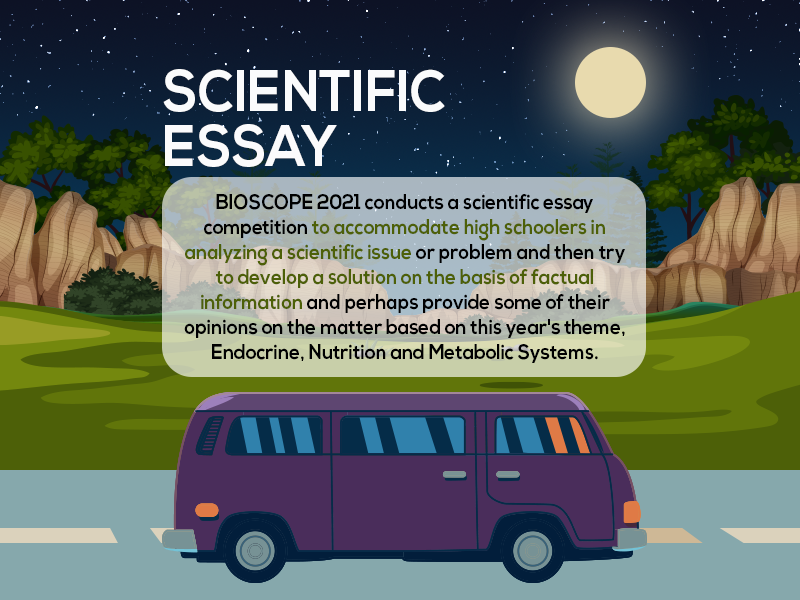 SCIENTIFIC
ESSAY
BIOSCOPE 2021 conducts a scientific essay
competition to accommodate high schoolers in
analyzing a scientific issue or problem and then try
to develop a solution on the basis of factual
information and perhaps provide some of their
opinions on the matter based on this year's theme,
Endocrine, Nutrition and Metabolic Systems.